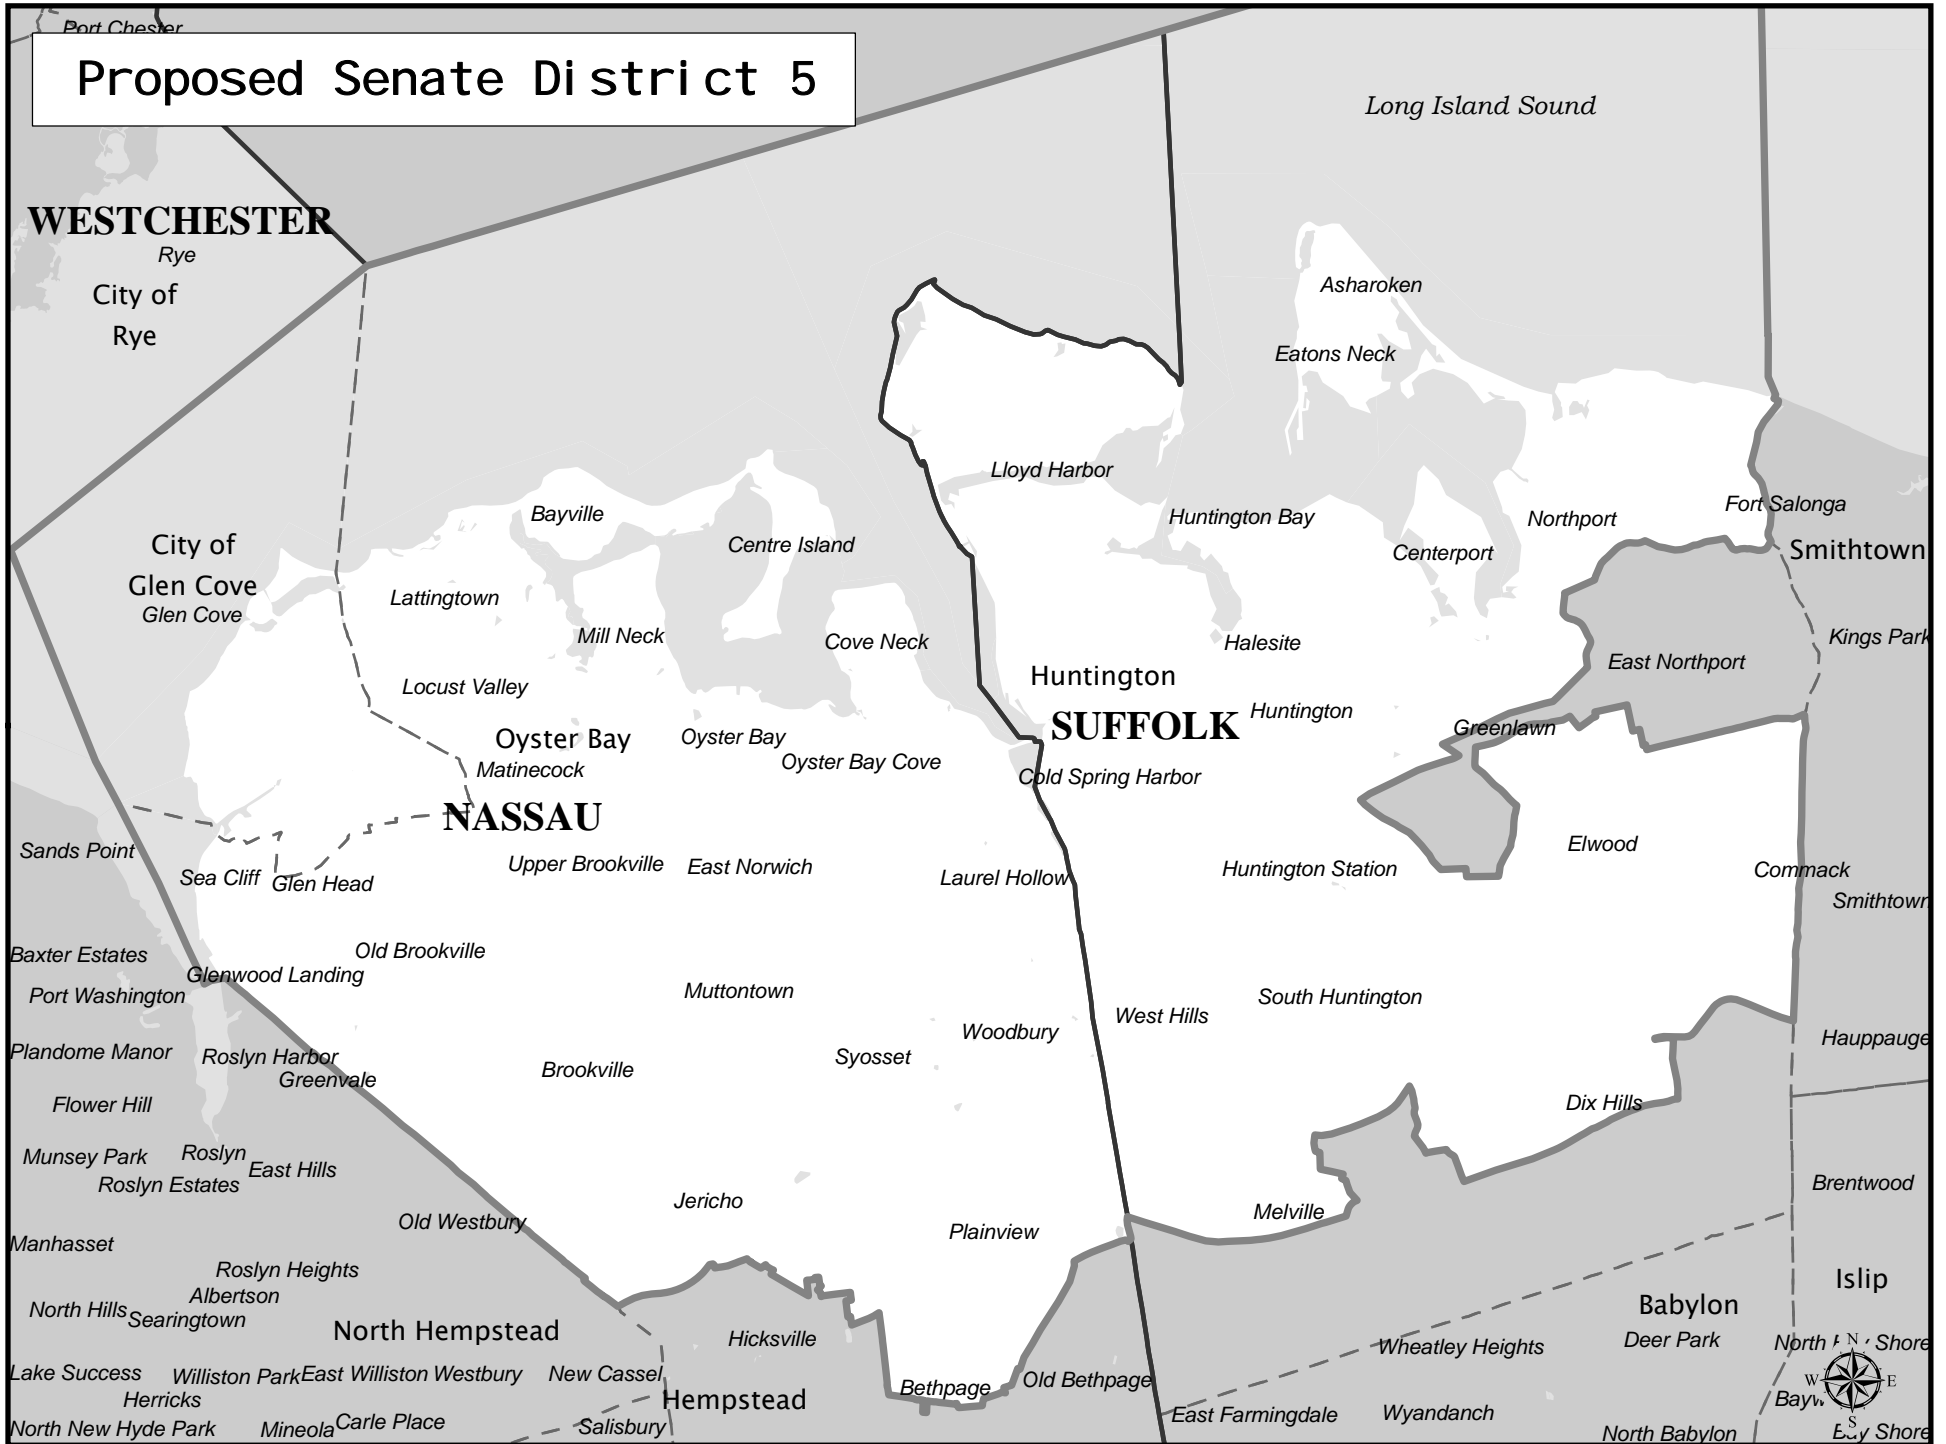 Port Chester
Proposed Senate District 5
Long Island Sound
WESTCHESTER
Rye
City of
Rye
Asharoken
Eatons Neck
Lloyd Harbor
Bayville
Huntington Bay
Northport
Fort Salonga
City of
Glen Cove
Glen Cove
Centre Island
Centerport
Smithtown
Lattingtown
Mill Neck
Cove Neck
Halesite
Kings Park
East Northport
Locust Valley
Huntington
SUFFOLK
Huntington
Greenlawn
Oyster Bay
Matinecock
Oyster Bay
Oyster Bay Cove
Cold Spring Harbor
NASSAU
Sands Point
Sea Cliff
Glen Head
Upper Brookville
East Norwich
Laurel Hollow
Huntington Station
Elwood
Commack
Smithtown
Baxter Estates
Old Brookville
Glenwood Landing
Port Washington
Muttontown
South Huntington
West Hills
Woodbury
Hauppauge
Plandome Manor
Roslyn Harbor
Greenvale
Brookville
Syosset
Flower Hill
Dix Hills
Munsey Park
Roslyn
East Hills
Roslyn Estates
Brentwood
Jericho
Melville
Old Westbury
Plainview
Manhasset
Roslyn Heights
Albertson
North Hills
Searingtown
Islip
Babylon
North Hempstead
Hicksville
Wheatley Heights
Deer Park
North
Shore
N
W
E
S
Lake Success
Williston Park
East Williston
Westbury
New Cassel
Herricks
Hempstead
Bethpage
Old Bethpage
North New Hyde Park
Mineola
Carle Place
Salisbury
East Farmingdale
Wyandanch
North Babylon
Bay Shore